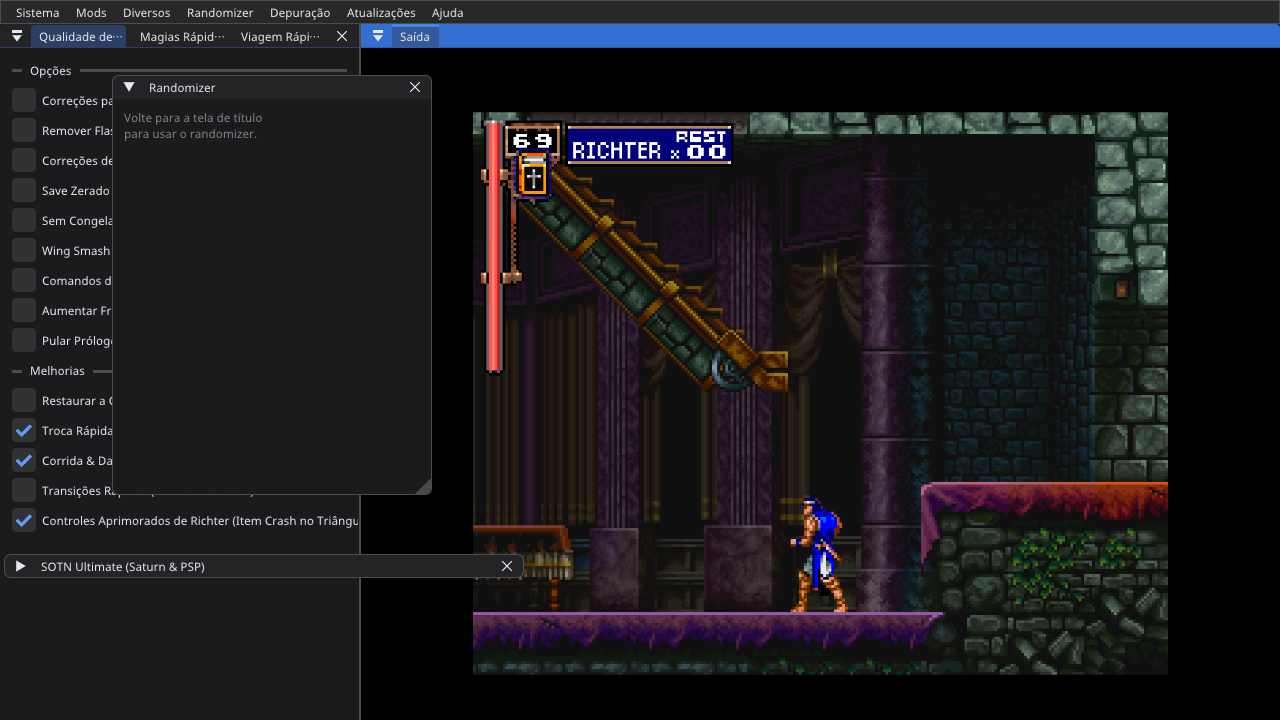 Sistema Mods Diversos Randomizer Depuração Atualizações Ajuda
Qualidade de··· Magias Rápid··· Viagem Rápi···
Saída
Opções
Randomizer
Volte para a tela de título
para usar o randomizer.
Correções pa
Remover Flas
Correções de
Save Zerado
Sem Congela
Wing Smash
Comandos d
Aumentar Fr
Pular Prólogo
Melhorias
Restaurar a
Troca Rápida
Corrida & Da
Transições
Controles Aprimorados de Richter (Item Crash no Triângu
SOTN Ultimate (Saturn & PSP)
69
REST
RICHTER x 00